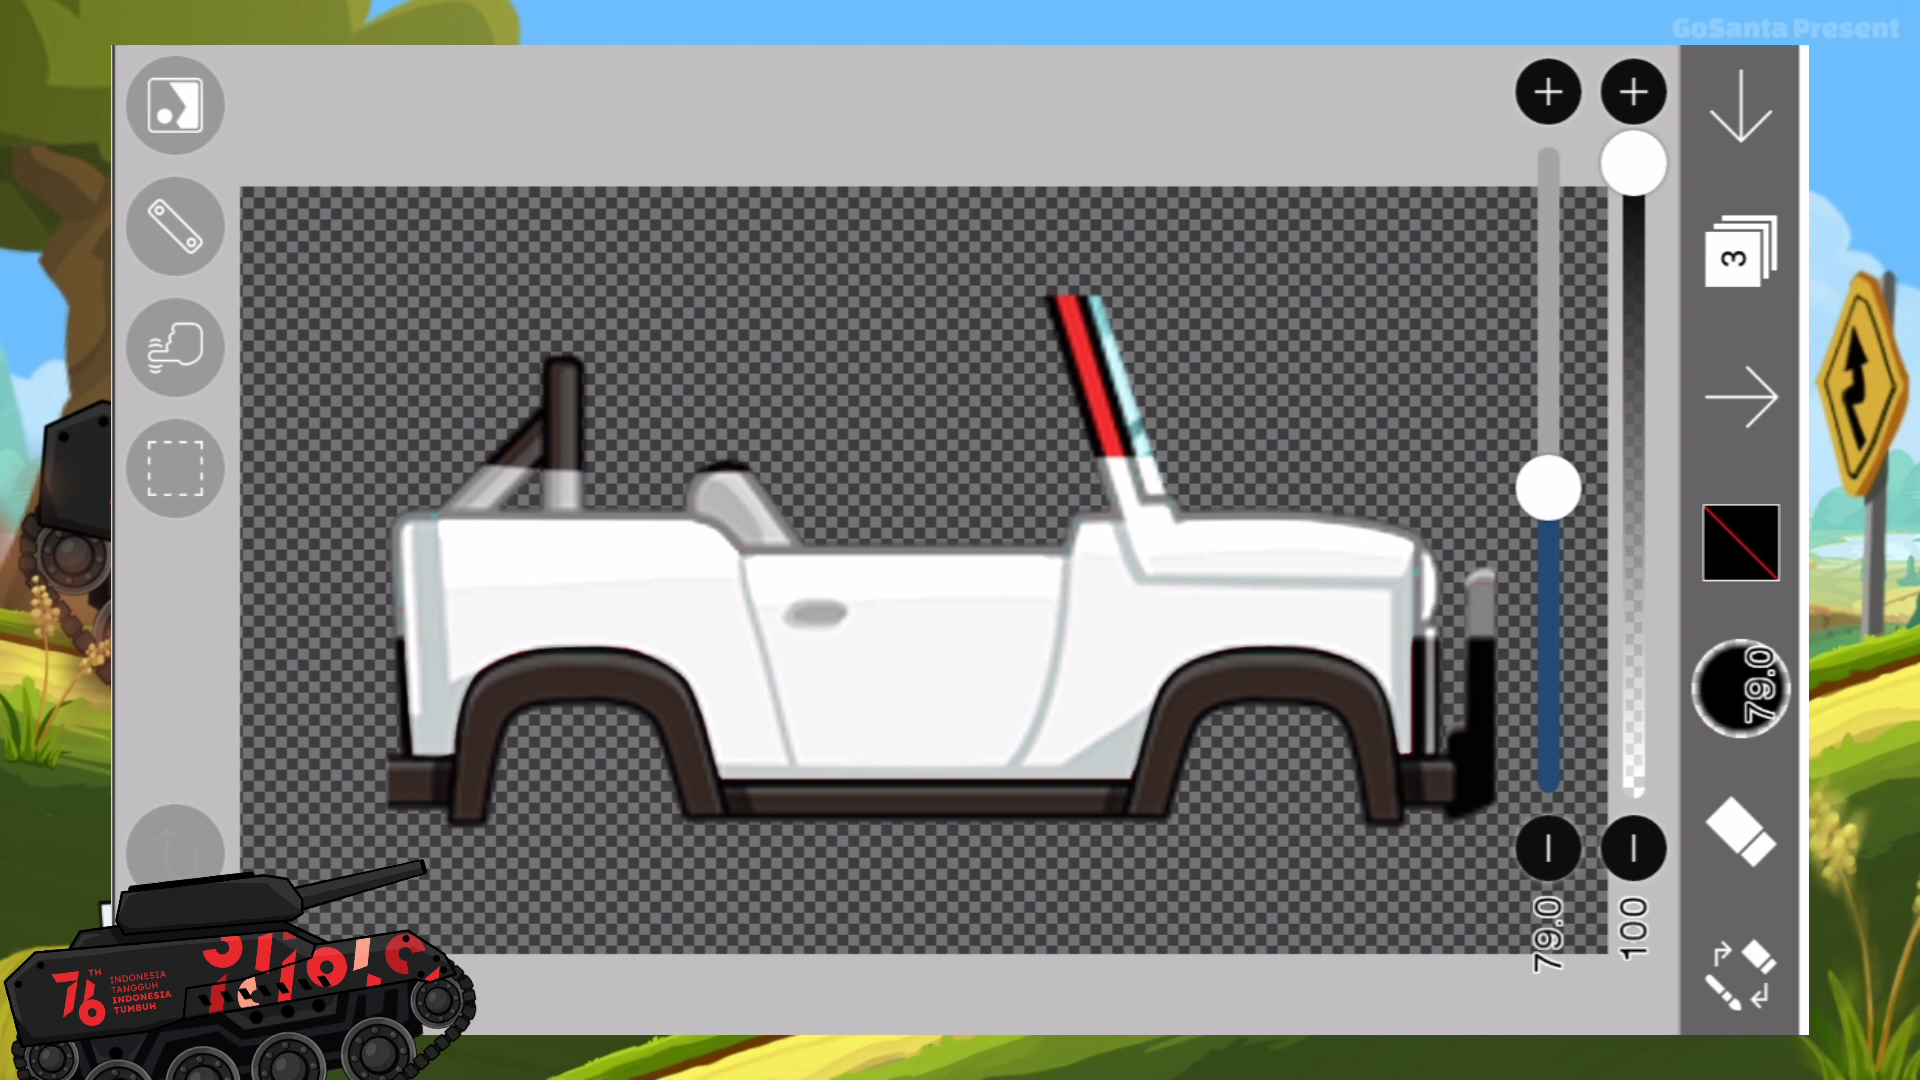 GoSanta Present
3
79.0
79.0
100
76
TH
INDONESIA
TANGGUH
INDONESIA
TUMBUH